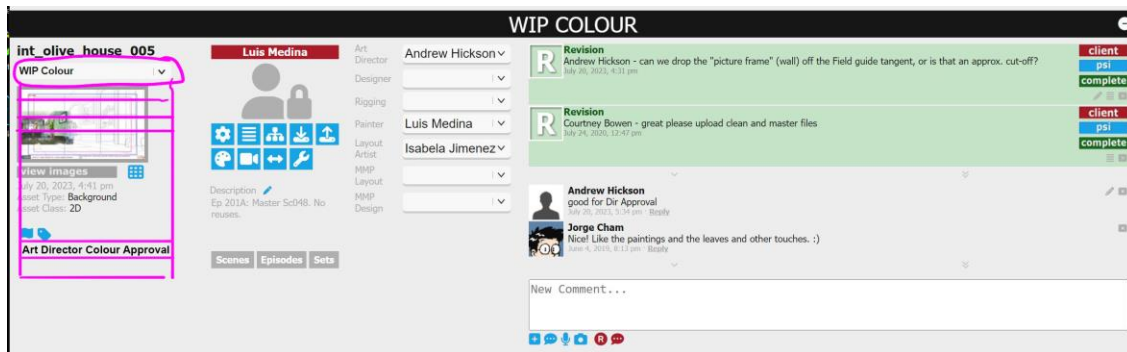 WIP COLOUR
int_olive_house_005
WIP Colour
view images
July 20, 2023, 4:41 pm
Asset Type: Background
Asset Class: 2D
Art Director Colour Approval
Luis Medina
Description
Ep 201A: Master Sc048. No
reuses.
Scenes Episodes Sets
Art
Director
Andrew Hickson
Designer
Rigging
Painter
Luis Medina
Layout
Artist
Isabela Jimenez
MMP
Layout
MMP
Design
R
Revision
Andrew Hickson - can we drop the "picture frame" (wall) off the Field guide tangent, or is that an approx. cut-off?
July 20, 2023, 4:31 pm
client
psi
complete
R
Revision
Courtney Bowen - great please upload clean and master files
July 24, 2020, 12:47 pm
client
psi
complete
Andrew Hickson
good for Dir Approval
July 20, 2023, 5:34 pm · Reply
Jorge Cham
Nice! Like the paintings and the leaves and other touches. :)
June 4, 2019, 8:13 pm · Reply
New Comment...
R